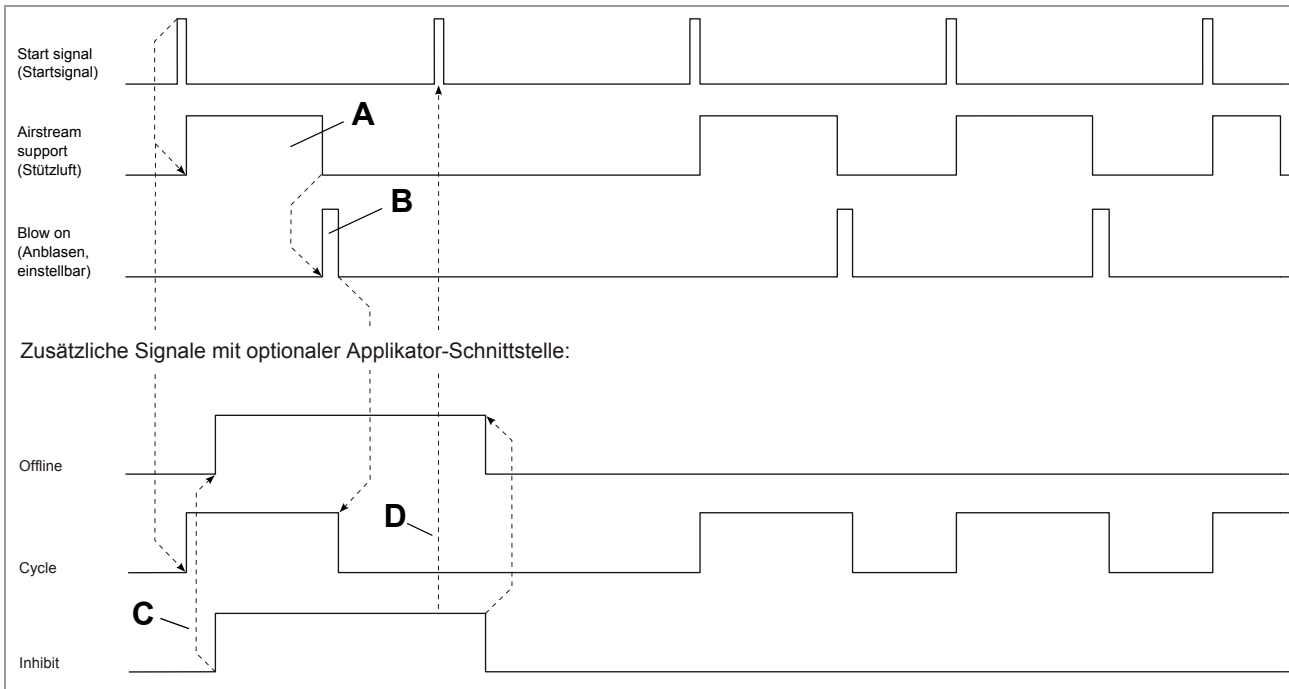 Start signal
(Startsignal)
Airstream
support
(Stützluft)
A
Blow on
(Anblasen,
einstellbar)
B
Zusätzliche Signale mit optionaler Applikator-Schnittstelle:
Offline
D
Cycle
C
Inhibit